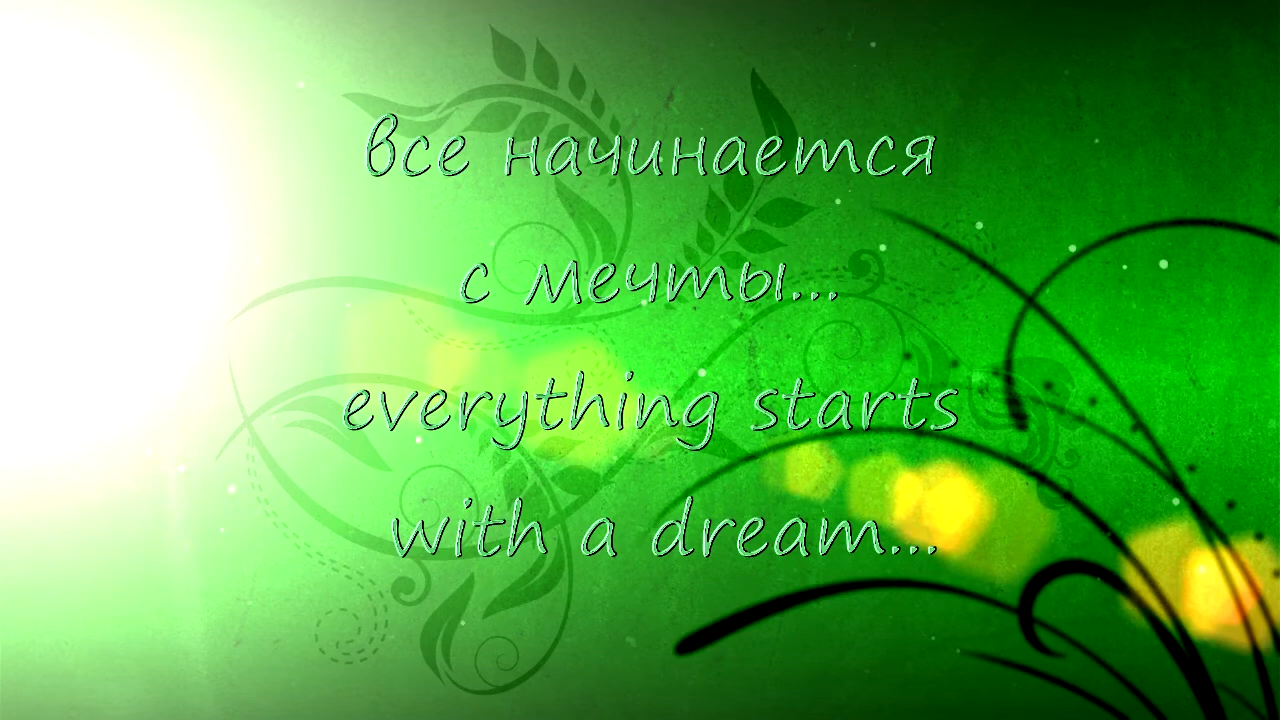 все начинается
с мечты...
everything starts
with a dream...